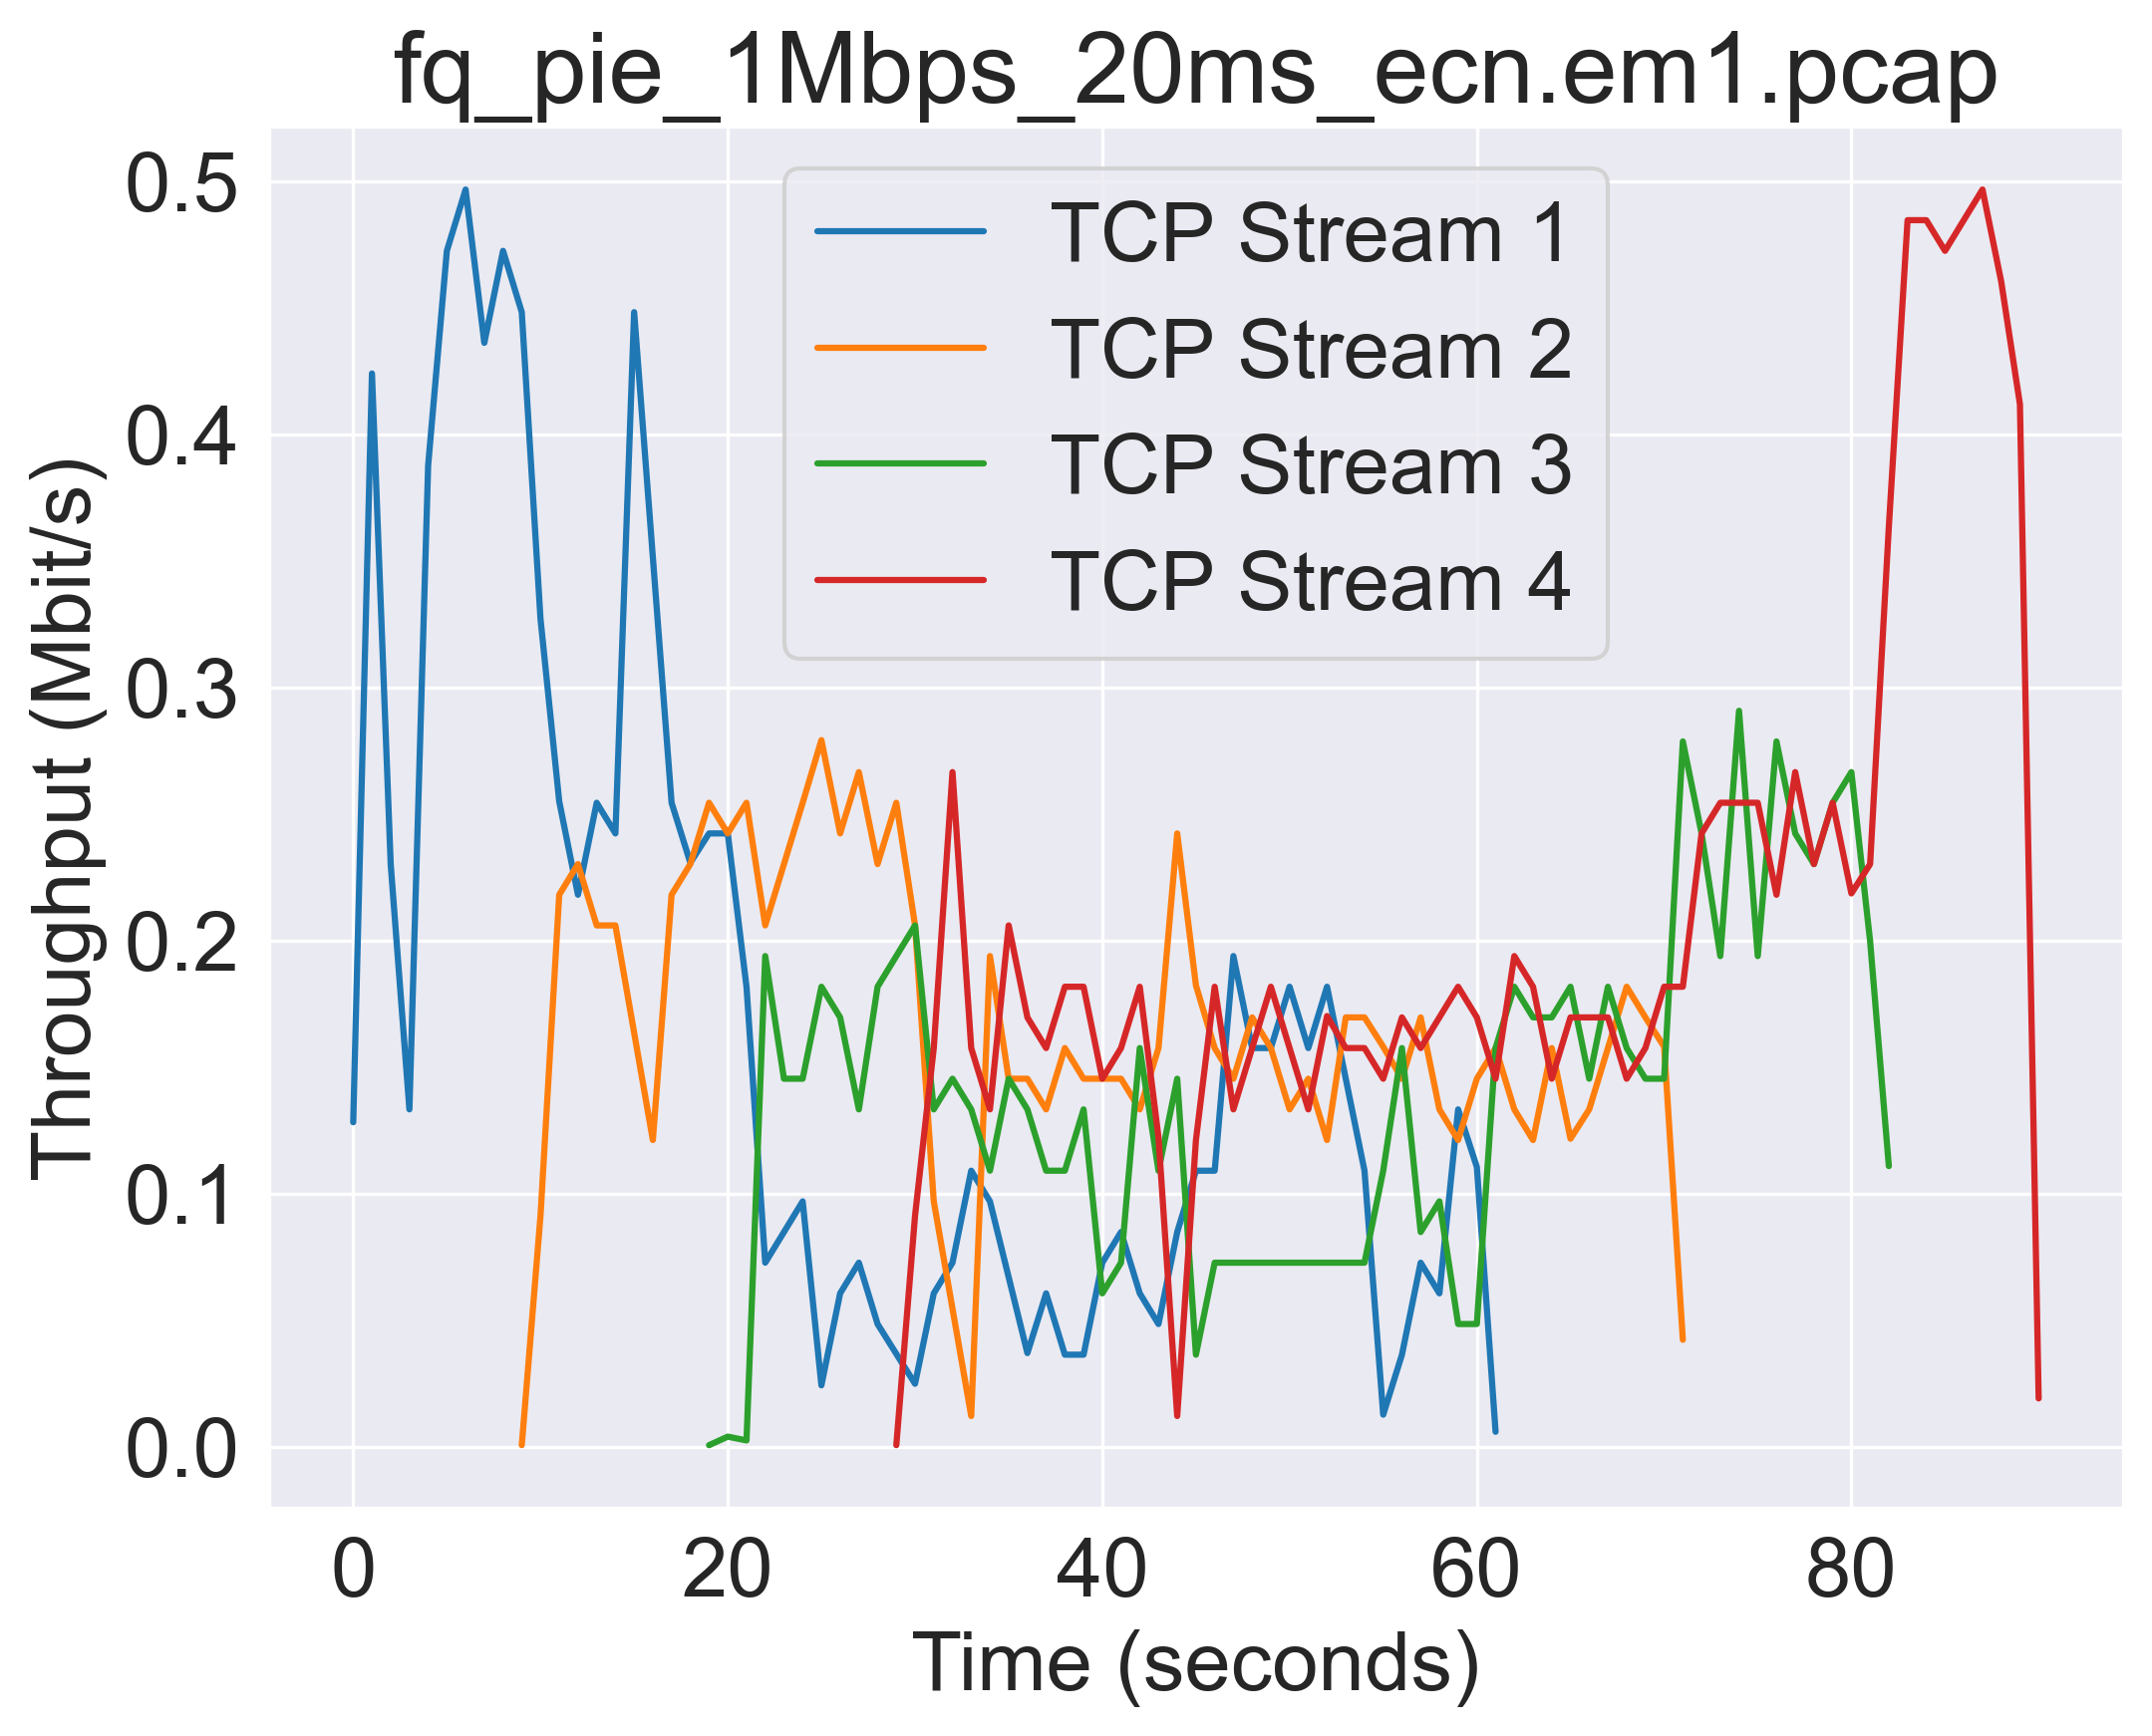 fq_pie_1Mbps_20ms_ecn.em1.pcap
Throughput (Mbit/s)
0.5
0.4
0.3
0.2
0.1
0.0
TCP Stream 1
TCP Stream 2
TCP Stream 3
TCP Stream 4
0 20 40 60 80
Time (seconds)